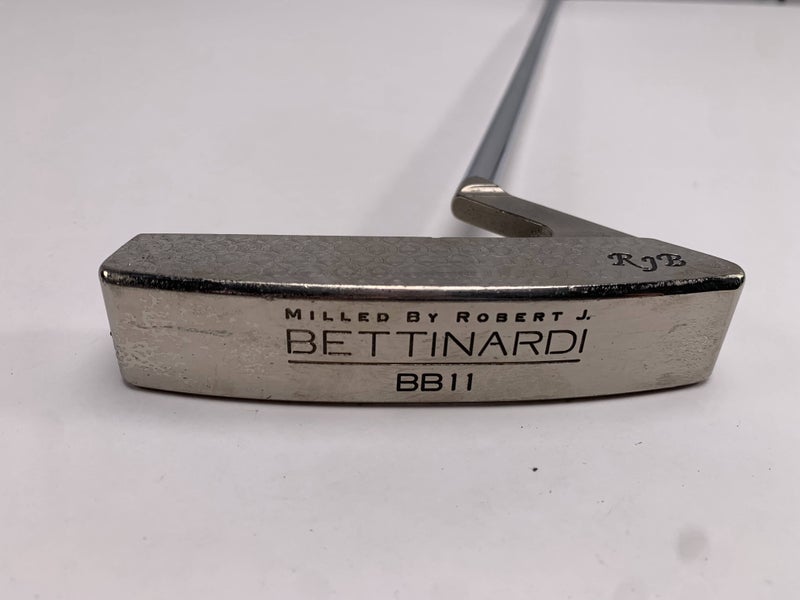 RJB
MILLED BY ROBERT J.
BETTINARDI
BB11